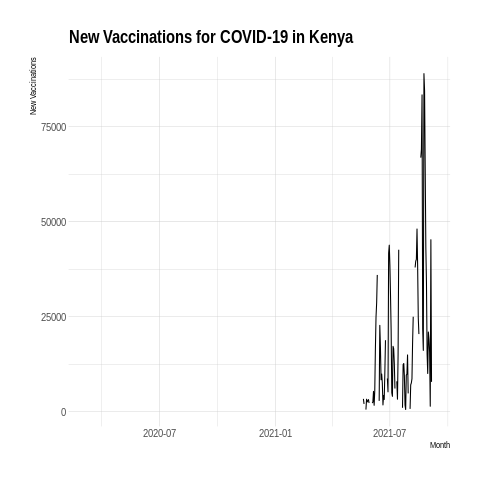 New Vaccinations for COVID-19 in Kenya
New Vaccinations
75000
50000
25000
0
2020-07 2021-01 2021-07
Month